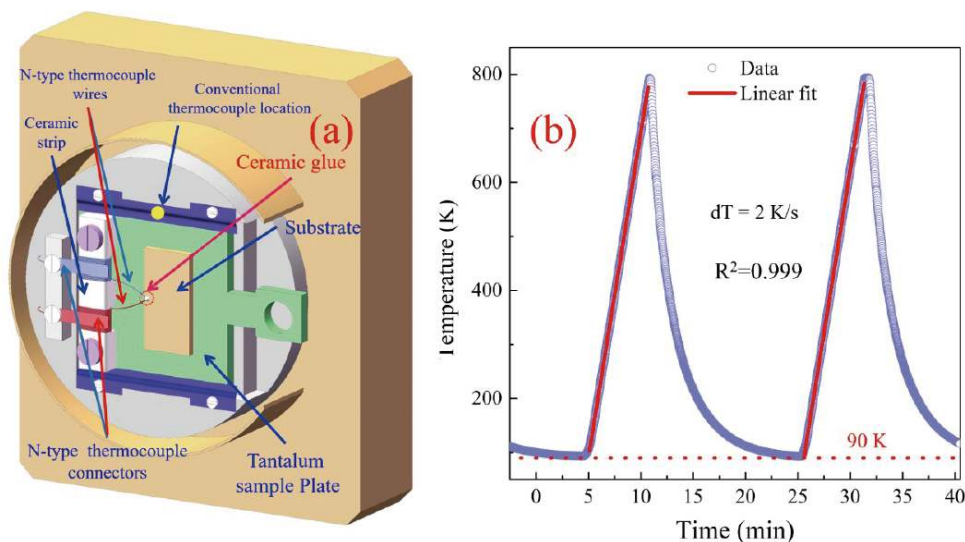 N-type thermocouple
wires
Conventional
thermocouple location
(a)
Ceramic
strip
Ceramic glue
Substrate
N-type thermocouple
connectors
Tantalum
sample Plate
800
600
400
200
Temperature (K)
Data
Linear fit
(b)
dT = 2 K/s
R²=0.999
90 K
0
5
10
15
20
25
30
35
40
Time (min)